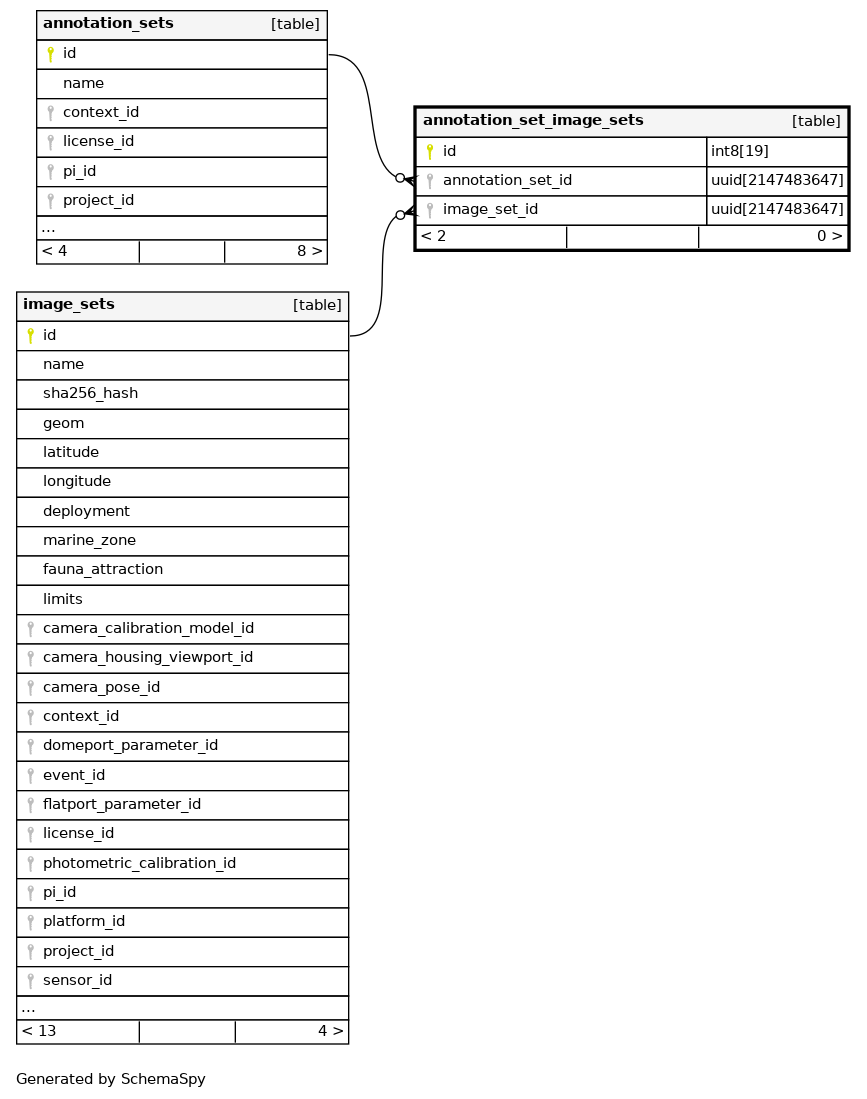 annotation_sets [table]
id
name
context_id
license_id
pi_id
project_id
...
< 4 8 >
annotation_set_image_sets [table]
id int8[19]
annotation_set_id uuid[2147483647]
image_set_id uuid[2147483647]
< 2 0 >
image_sets [table]
id
name
sha256_hash
geom
latitude
longitude
deployment
marine_zone
fauna_attraction
limits
camera_calibration_model_id
camera_housing_viewport_id
camera_pose_id
context_id
domeport_parameter_id
event_id
flatport_parameter_id
license_id
photometric_calibration_id
pi_id
platform_id
project_id
sensor_id
...
< 13 4 >
Generated by SchemaSpy